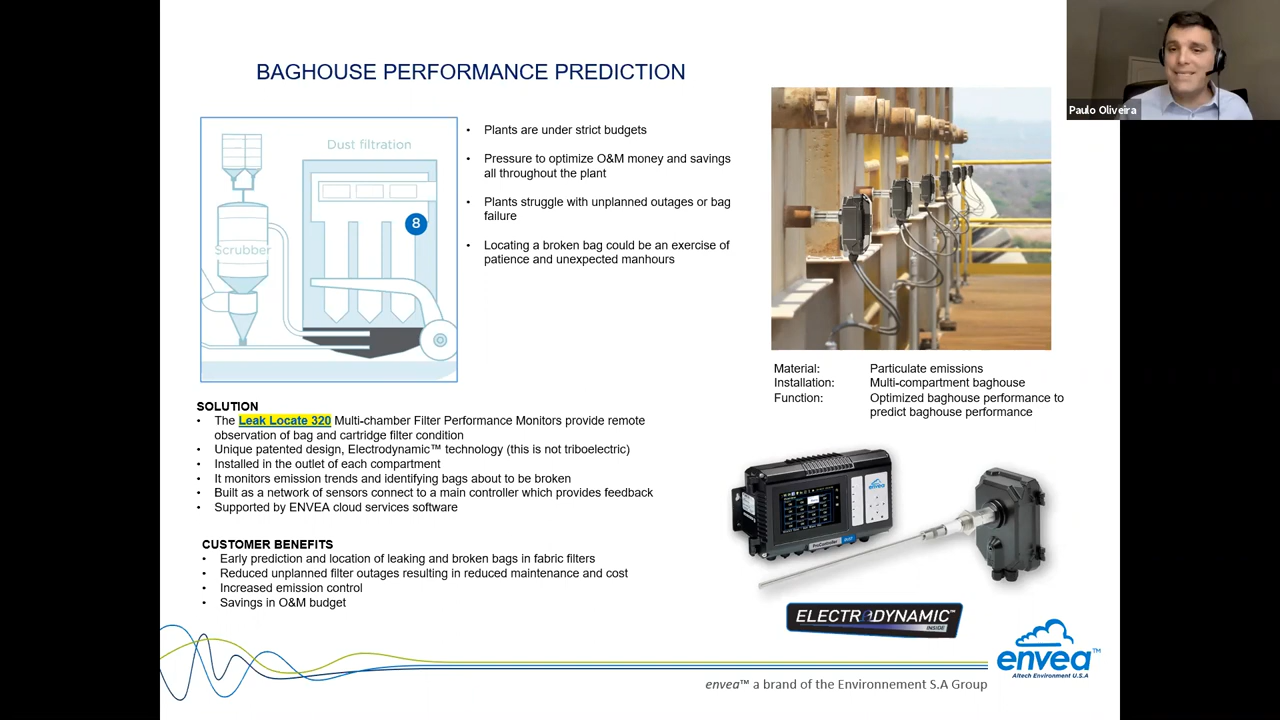 BAGHOUSE PERFORMANCE PREDICTION
Paulo Oliveira
Dust filtration
Scrubber
8
• Plants are under strict budgets
• Pressure to optimize O&M money and savings
all throughout the plant
• Plants struggle with unplanned outages or bag
failure
• Locating a broken bag could be an exercise of
patience and unexpected manhours
Material: Particulate emissions
Installation: Multi-compartment baghouse
Function: Optimized baghouse performance to
predict baghouse performance
SOLUTION
• The Leak Locate 320 Multi-chamber Filter Performance Monitors provide remote
observation of bag and cartridge filter condition
• Unique patented design, Electrodynamic™ technology (this is not triboelectric)
• Installed in the outlet of each compartment
• It monitors emission trends and identifying bags about to be broken
• Built as a network of sensors connect to a main controller which provides feedback
• Supported by ENVEA cloud services software
CUSTOMER BENEFITS
• Early prediction and location of leaking and broken bags in fabric filters
• Reduced unplanned filter outages resulting in reduced maintenance and cost
• Increased emission control
• Savings in O&M budget
envea
ProController
ELECTRODYNAMIC™
INSIDE
envea™
Altech Environment U.S.A
envea™ a brand of the Environnement S.A Group